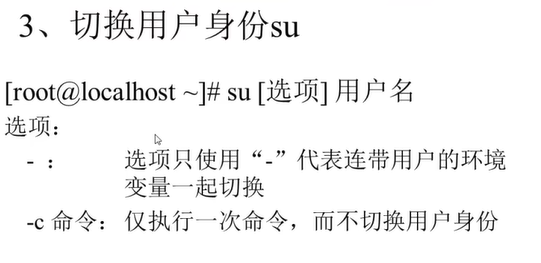 3、切换用户身份su
[root@localhost ~]# su [选项] 用户名
选项：
- ： 选项只使用“-”代表连带用户的环境
变量一起切换
-c 命令：仅执行一次命令，而不切换用户身份